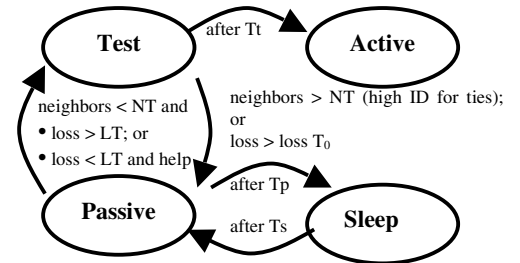 Test
after Tt
Active
neighbors < NT and
• loss > LT; or
• loss < LT and help
neighbors > NT (high ID for ties);
or
loss > loss T₀
after Tp
Passive
after Ts
Sleep